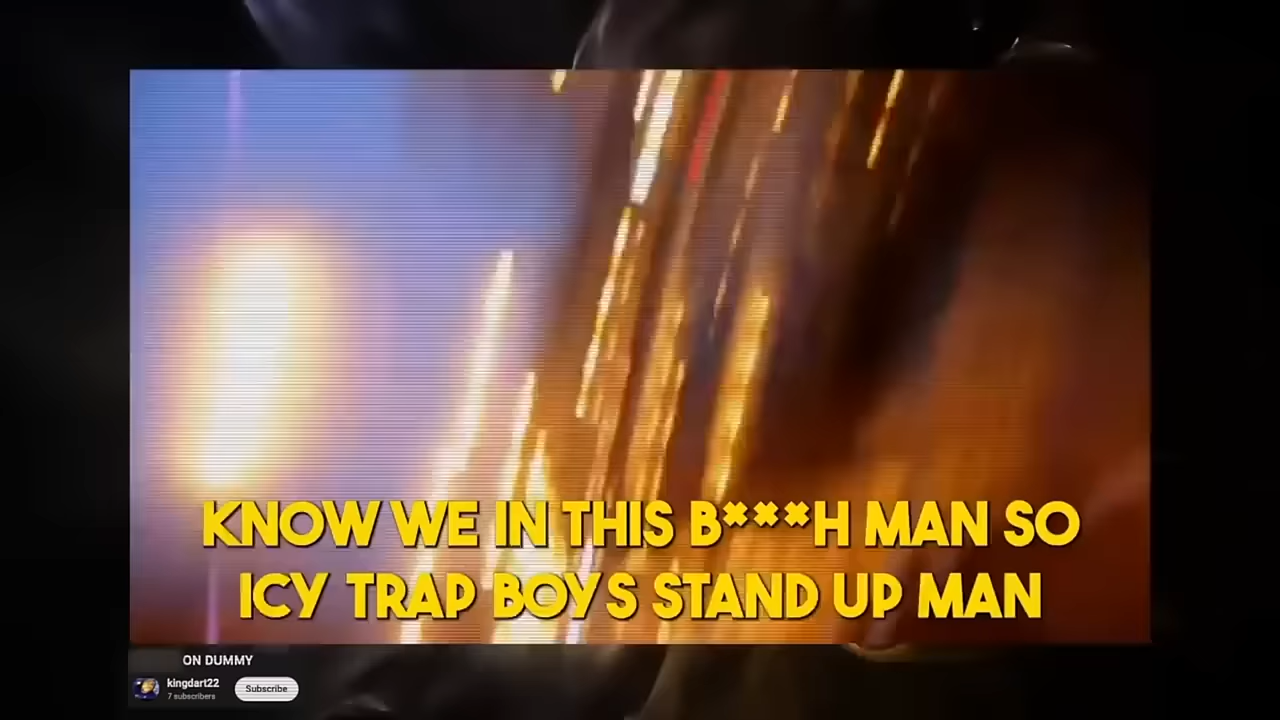 KNOW WE IN THIS B***H MAN SO
ICY TRAP BOYS STAND UP MAN
ON DUMMY
kingdart22
7 subscribers
Subscribe